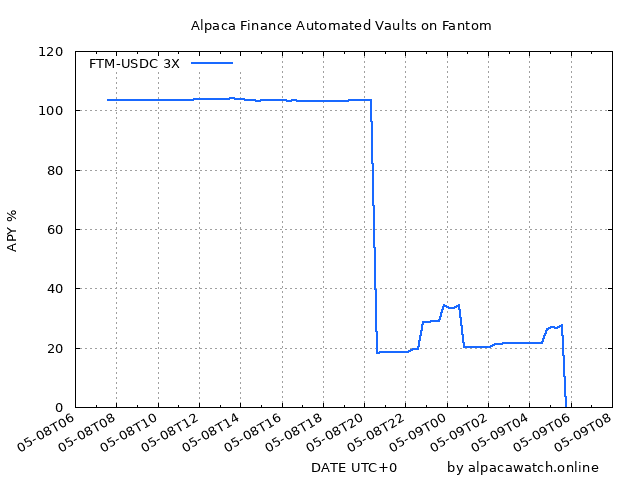 Alpaca Finance Automated Vaults on Fantom
FTM-USDC 3X
APY %
120
100
80
60
40
20
0
05-08T06
05-08T08
05-08T10
05-08T12
05-08T14
05-08T16
05-08T18
05-08T20
05-08T22
05-09T00
05-09T02
05-09T04
05-09T06
05-09T08
DATE UTC+0
by alpacawatch.online